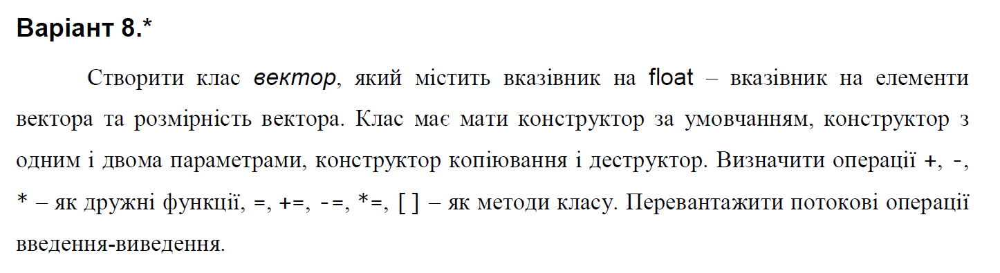 Варіант 8.*
Створити клас вектор, який містить вказівник на float – вказівник на елементи
вектора та розмірність вектора. Клас має мати конструктор за умовчанням, конструктор з
одним і двома параметрами, конструктор копіювання і деструктор. Визначити операції +, -,
* – як дружні функції, =, +=, -=, *=, [] – як методи класу. Перевантажити потокові операції
введення-виведення.